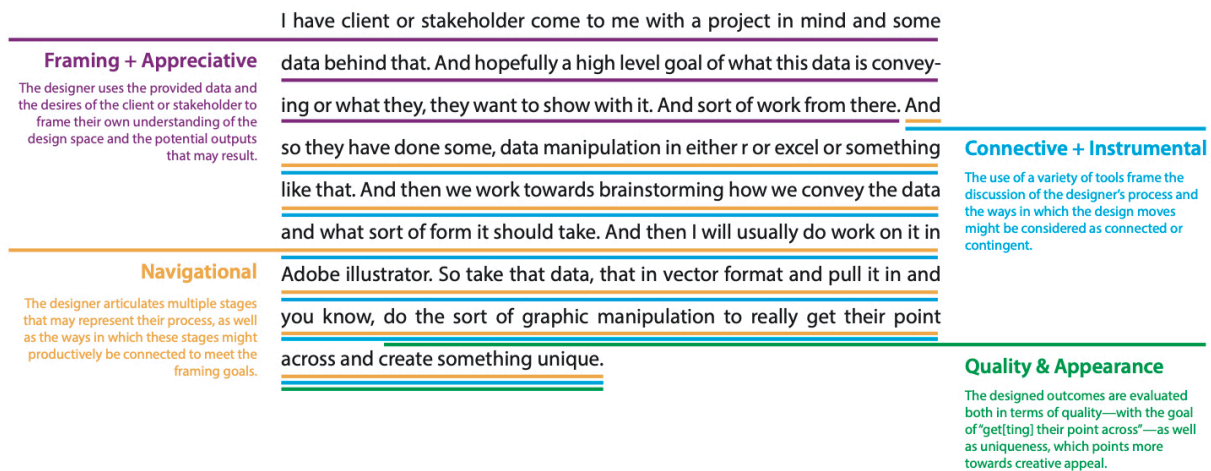 I have client or stakeholder come to me with a project in mind and some
data behind that. And hopefully a high level goal of what this data is convey-
ing or what they, they want to show with it. And sort of work from there. And
so they have done some, data manipulation in either r or excel or something
like that. And then we work towards brainstorming how we convey the data
and what sort of form it should take. And then I will usually do work on it in
Adobe illustrator. So take that data, that in vector format and pull it in and
you know, do the sort of graphic manipulation to really get their point
across and create something unique.
Framing + Appreciative
The designer uses the provided data and
the desires of the client or stakeholder to
frame their own understanding of the
design space and the potential outputs
that may result.
Navigational
The designer articulates multiple stages
that may represent their process, as well
as the ways in which these stages might
productively be connected to meet the
framing goals.
Connective + Instrumental
The use of a variety of tools frame the
discussion of the designer's process and
the ways in which the design moves
might be considered as connected or
contingent.
Quality & Appearance
The designed outcomes are evaluated
both in terms of quality—with the goal
of "get[ting] their point across"—as well
as uniqueness, which points more
towards creative appeal.